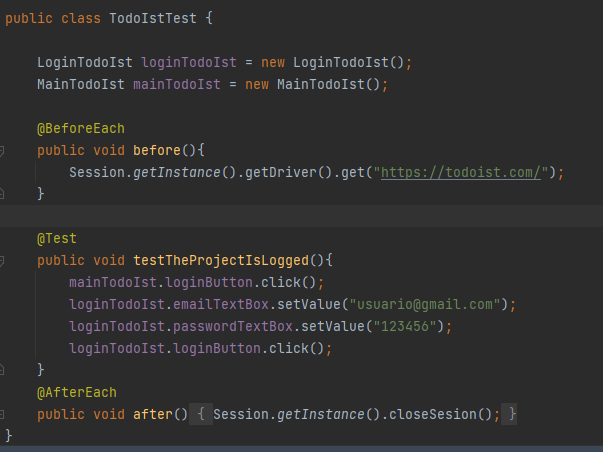 public class TodoIstTest {
LoginTodoIst loginTodoIst = new LoginTodoIst();
MainTodoIst mainTodoIst = new MainTodoIst();
@BeforeEach
public void before(){
Session.getInstance().getDriver().get("https://todoist.com/");
}
@Test
public void testTheProjectIsLogged(){
mainTodoIst.loginButton.click();
loginTodoIst.emailTextBox.setValue("usuario@gmail.com");
loginTodoIst.passwordTextBox.setValue("123456");
loginTodoIst.loginButton.click();
}
@AfterEach
public void after() { Session.getInstance().closeSesion(); }
}